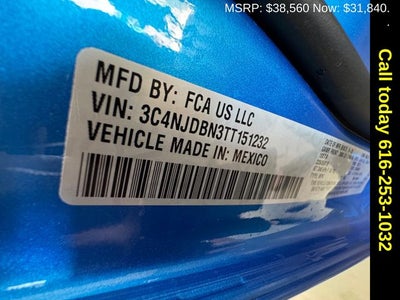 MSRP: $38,560 Now: $31,840.
MFD BY: FCA US LLC
VIN: 3C4NJDBN3TT151232
VEHICLE MADE IN: MEXICO
Call today 616-253-1032